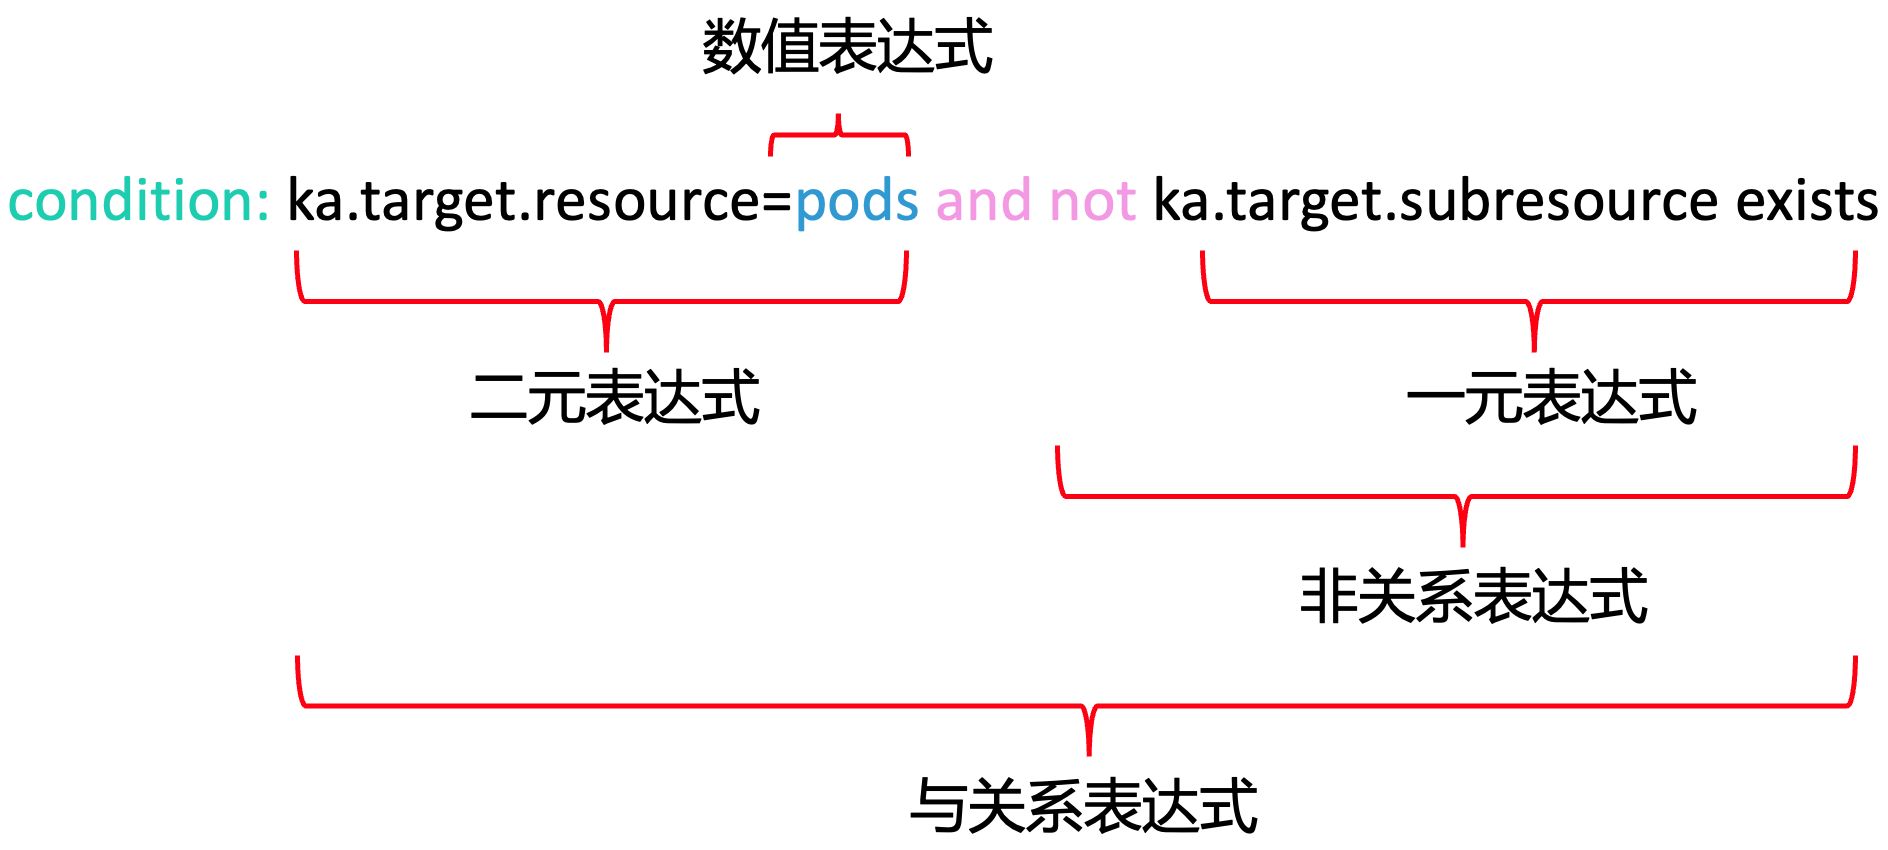 数值表达式
condition: ka.target.resource=pods and not ka.target.subresource exists
二元表达式
一元表达式
非关系表达式
与关系表达式